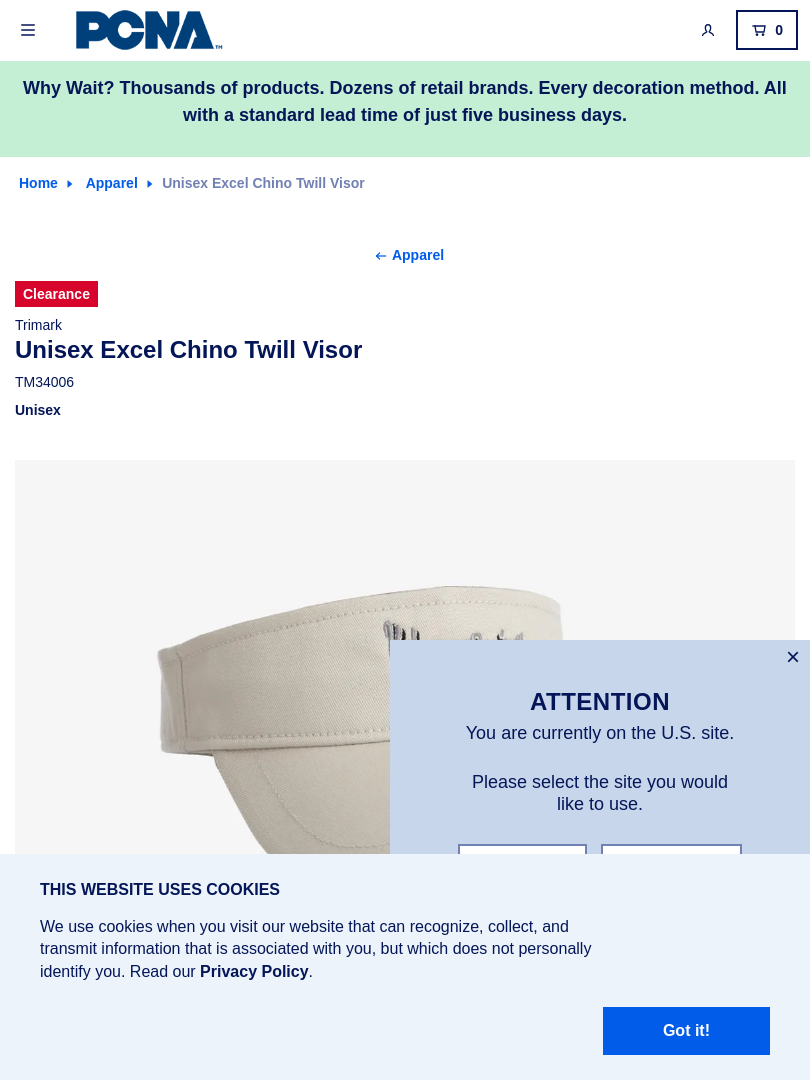 PCNA™
0
Why Wait? Thousands of products. Dozens of retail brands. Every decoration method. All
with a standard lead time of just five business days.
Home Apparel Unisex Excel Chino Twill Visor
Apparel
Clearance
Trimark
Unisex Excel Chino Twill Visor
TM34006
Unisex
ATTENTION
You are currently on the U.S. site.
Please select the site you would
like to use.
THIS WEBSITE USES COOKIES
We use cookies when you visit our website that can recognize, collect, and
transmit information that is associated with you, but which does not personally
identify you. Read our Privacy Policy.
Got it!